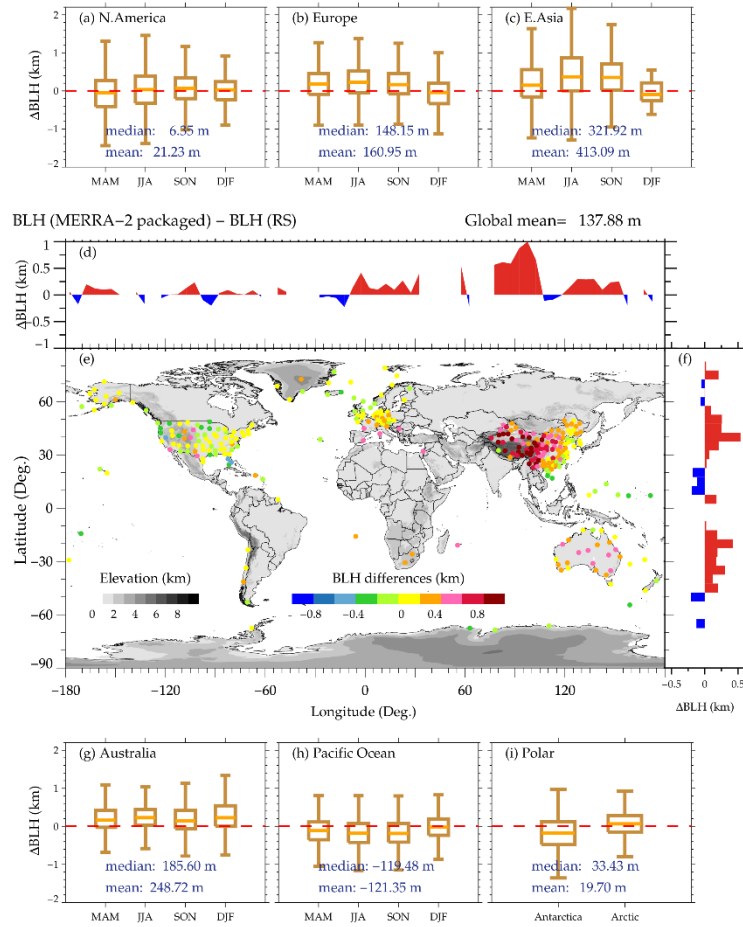 (a) N.America
(b) Europe
(c) E.Asia
ΔBLH (km)
2
1
0
−1
−2
median: 6.35 m
mean: 21.23 m
median: 148.15 m
mean: 160.95 m
median: 321.92 m
mean: 413.09 m
MAM JJA SON DJF
MAM JJA SON DJF
MAM JJA SON DJF
BLH (MERRA−2 packaged) − BLH (RS)
Global mean= 137.88 m
(d)
ΔBLH (km)
1
0.5
0
−0.5
−1
(e)
(f)
Latitude (Deg.)
60
30
0
−30
−60
−90
Elevation (km)
0 2 4 6 8
BLH differences (km)
−0.8 −0.4 0.0 0.4 0.8
−180 −120 −60 0 60 120
Longitude (Deg.)
−0.5 0 0.5
ΔBLH (km)
(g) Australia
(h) Pacific Ocean
(i) Polar
ΔBLH (km)
2
1
0
−1
−2
median: 185.60 m
mean: 248.72 m
median: −119.48 m
mean: −121.35 m
median: 33.43 m
mean: 19.70 m
MAM JJA SON DJF
MAM JJA SON DJF
Antarctica Arctic